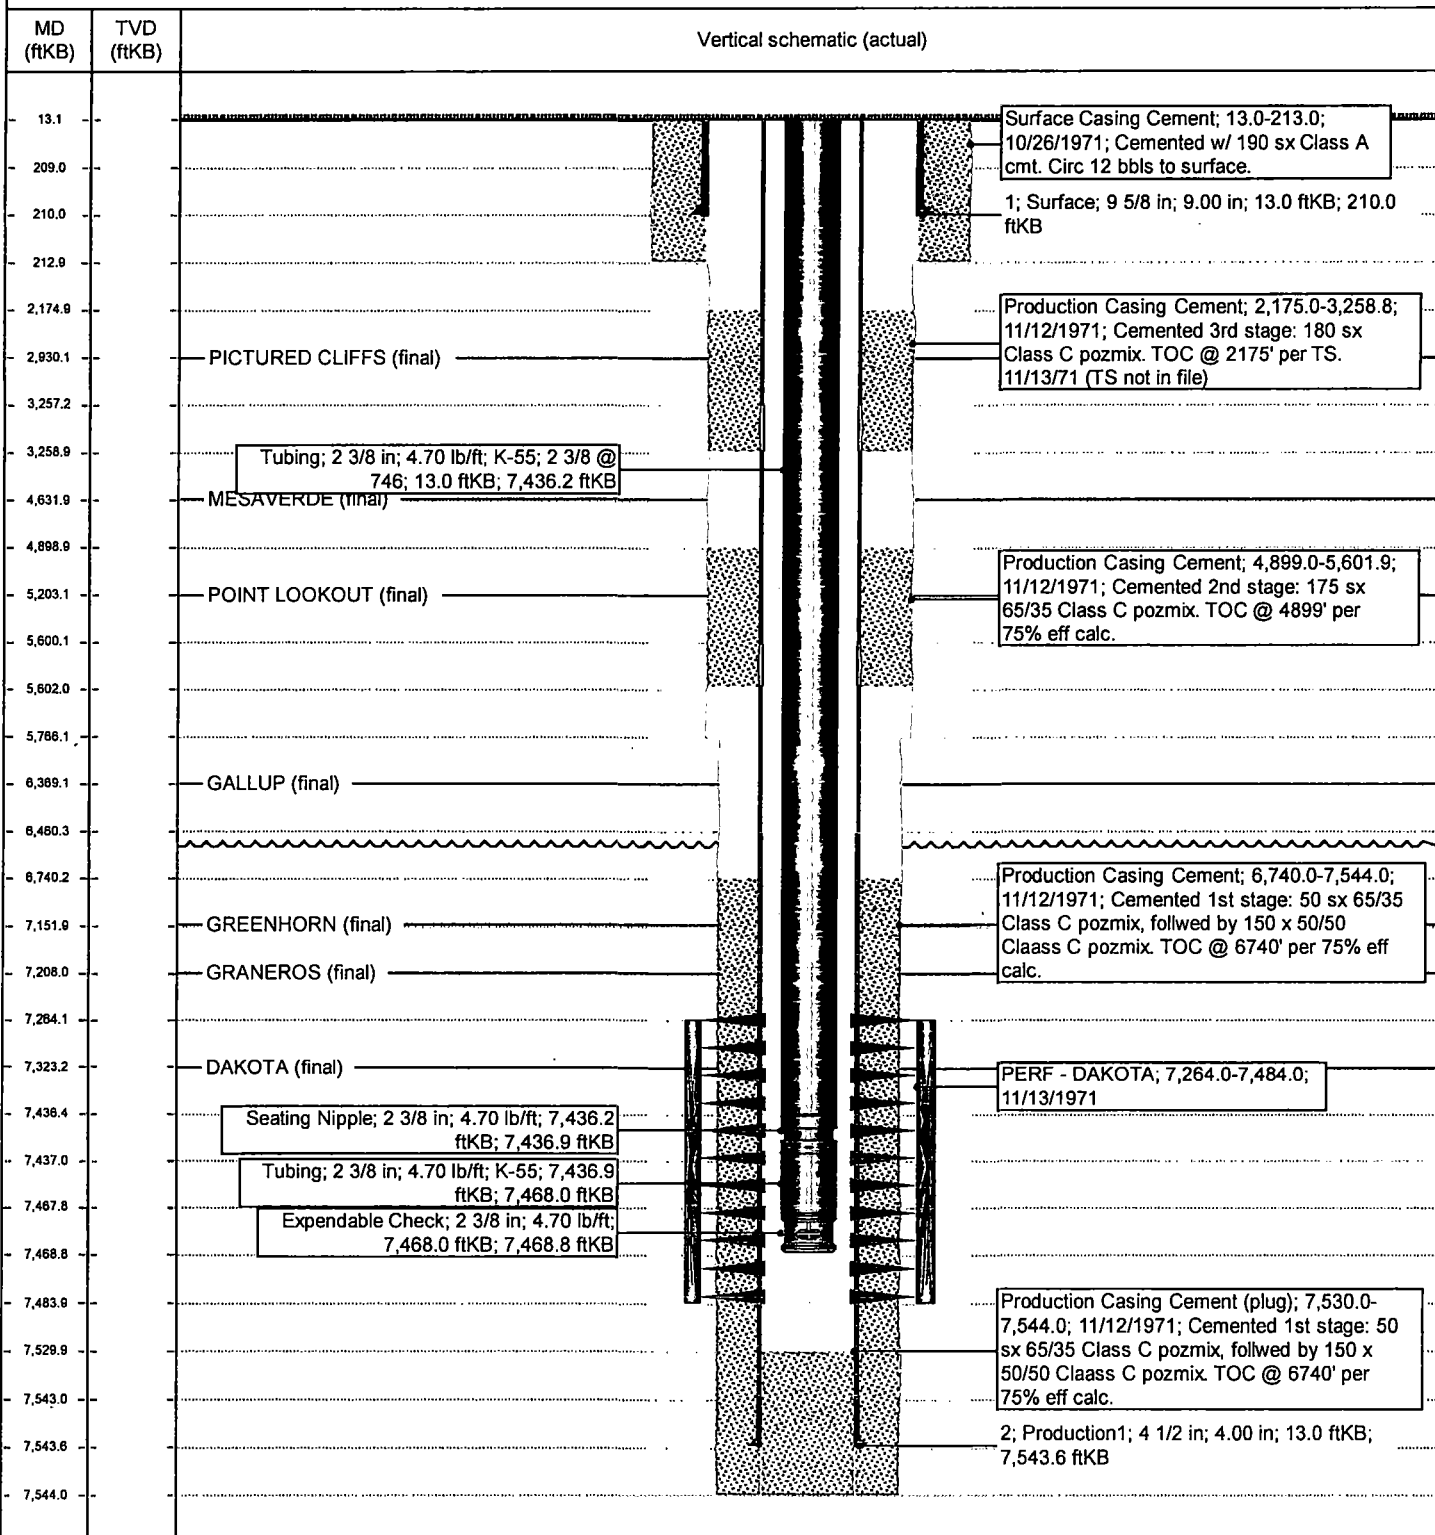 MD
(ftKB)
TVD
(ftKB)
Vertical schematic (actual)
13.1
209.0
210.0
212.9
2,174.9
2,930.1
3,257.2
3,258.9
4,631.9
4,898.9
5,203.1
5,600.1
5,602.0
5,766.1
6,369.1
6,480.3
6,740.2
7,151.9
7,208.0
7,264.1
7,323.2
7,436.4
7,437.0
7,467.8
7,468.8
7,483.9
7,529.9
7,543.0
7,543.6
7,544.0
PICTURED CLIFFS (final)
Tubing; 2 3/8 in; 4.70 lb/ft; K-55; 2 3/8 @
746; 13.0 ftKB; 7,436.2 ftKB
MESAVERDE (final)
POINT LOOKOUT (final)
GALLUP (final)
GREENHORN (final)
GRANEROS (final)
DAKOTA (final)
Seating Nipple; 2 3/8 in; 4.70 lb/ft; 7,436.2
ftKB; 7,436.9 ftKB
Tubing; 2 3/8 in; 4.70 lb/ft; K-55; 7,436.9
ftKB; 7,468.0 ftKB
Expendable Check; 2 3/8 in; 4.70 lb/ft;
7,468.0 ftKB; 7,468.8 ftKB
Surface Casing Cement; 13.0-213.0;
10/26/1971; Cemented w/ 190 sx Class A
cmt. Circ 12 bbls to surface.
1; Surface; 9 5/8 in; 9.00 in; 13.0 ftKB; 210.0
ftKB
Production Casing Cement; 2,175.0-3,258.8;
11/12/1971; Cemented 3rd stage: 180 sx
Class C pozmix. TOC @ 2175' per TS.
11/13/71 (TS not in file)
Production Casing Cement; 4,899.0-5,601.9;
11/12/1971; Cemented 2nd stage: 175 sx
65/35 Class C pozmix. TOC @ 4899' per
75% eff calc.
Production Casing Cement; 6,740.0-7,544.0;
11/12/1971; Cemented 1st stage: 50 sx 65/35
Class C pozmix, follwed by 150 x 50/50
Claass C pozmix. TOC @ 6740' per 75% eff
calc.
PERF - DAKOTA; 7,264.0-7,484.0;
11/13/1971
Production Casing Cement (plug); 7,530.0-
7,544.0; 11/12/1971; Cemented 1st stage: 50
sx 65/35 Class C pozmix, follwed by 150 x
50/50 Claass C pozmix. TOC @ 6740' per
75% eff calc.
2; Production1; 4 1/2 in; 4.00 in; 13.0 ftKB;
7,543.6 ftKB